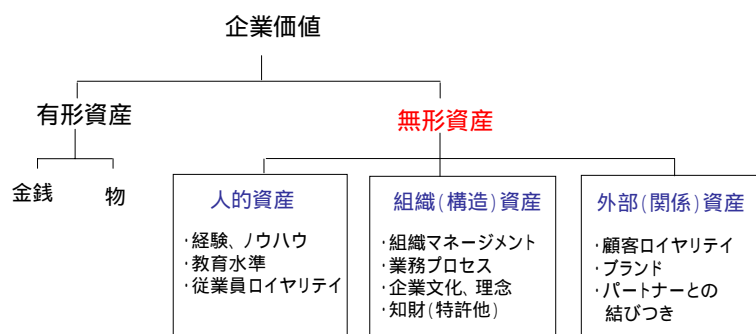 企業価値
有形資産
無形資産
金銭
物
人的資産
・経験、ノウハウ
・教育水準
・従業員ロイヤリテイ
組織(構造)資産
・組織マネージメント
・業務プロセス
・企業文化、理念
・知財(特許他)
外部(関係)資産
・顧客ロイヤリテイ
・ブランド
・パートナーとの
結びつき